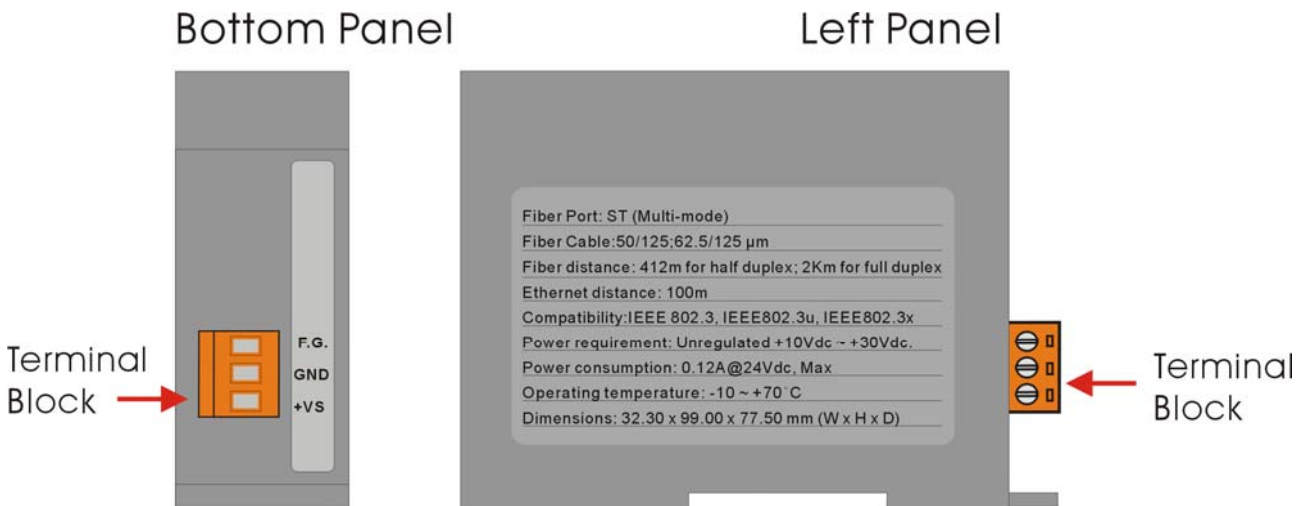 Bottom Panel
Left Panel
Terminal
Block
F.G.
GND
+VS
Fiber Port: ST (Multi-mode)
Fiber Cable:50/125;62.5/125 µm
Fiber distance: 412m for half duplex; 2Km for full duplex
Ethernet distance: 100m
Compatibility:IEEE 802.3, IEEE802.3u, IEEE802.3x
Power requirement: Unregulated +10Vdc ~ +30Vdc.
Power consumption: 0.12A@24Vdc, Max
Operating temperature: -10 ~ +70°C
Dimensions: 32.30 x 99.00 x 77.50 mm (W x H x D)
Terminal
Block